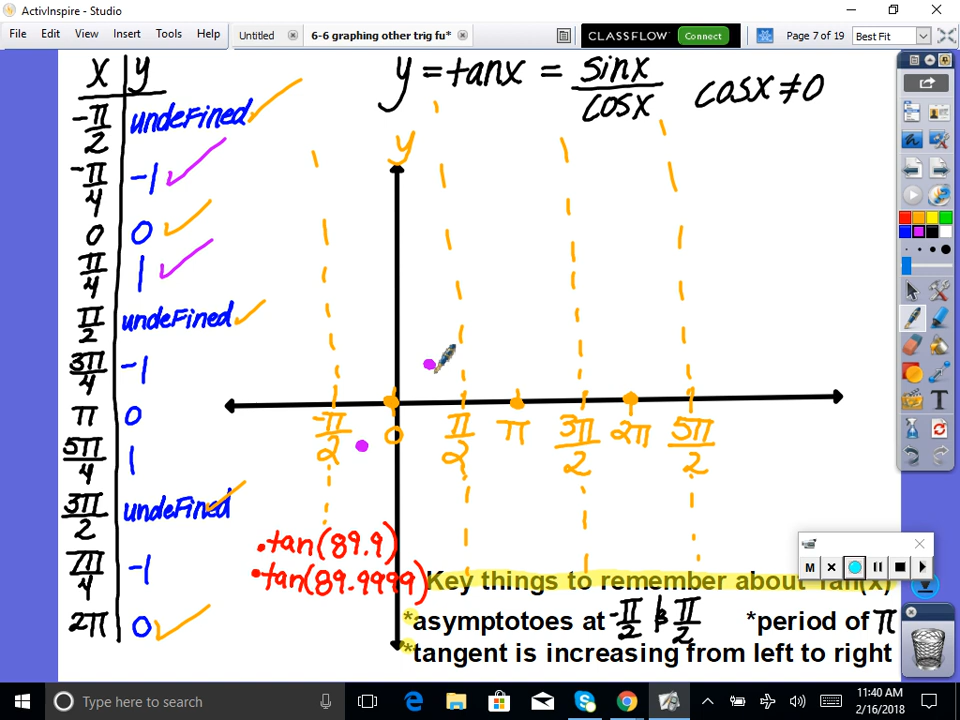 ActivInspire - Studio
File Edit View Insert Tools Help
Untitled
6-6 graphing other trig fu*
CLASSFLOW Connect
Page 7 of 19
Best Fit
x y
-π/2 undefined
-π/4 -1
0 0
π/4 1
π/2 undefined
3π/4 -1
π 0
5π/4 1
3π/2 undefined
7π/4 -1
2π 0
y = tanx = sinx/cosx cosx ≠ 0
y
-π/2 0 π/2 π 3π/2 2π 5π/2
•tan(89.9)
•tan(89.9999)
Key things to remember about Tan(x)
*asymptotoes at -π/2 & π/2 *period of π
*tangent is increasing from left to right
M
T
Type here to search
11:40 AM
2/16/2018